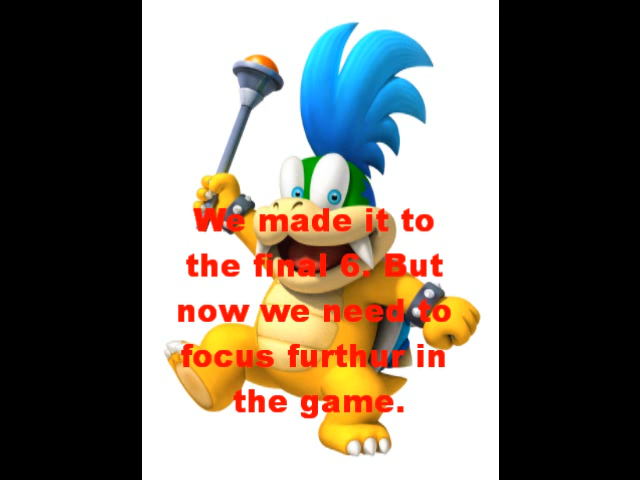 We made it to
the final 6. But
now we need to
focus furthur in
the game.